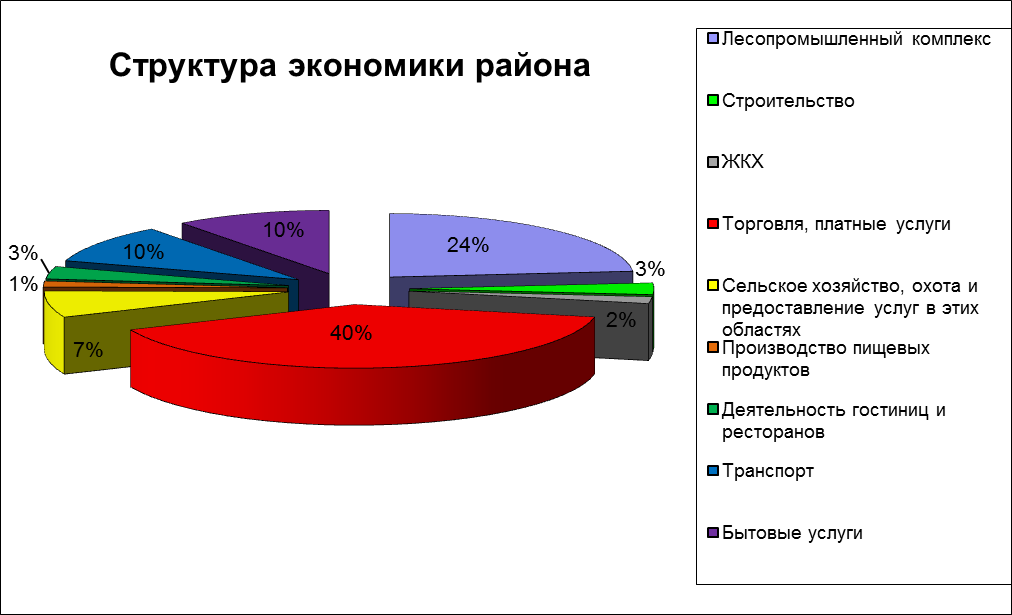 Структура экономики района
24%
3%
2%
40%
7%
1%
3%
10%
10%
Лесопромышленный комплекс
Строительство
ЖКХ
Торговля, платные услуги
Сельское хозяйство, охота и
предоставление услуг в этих
областях
Производство пищевых
продуктов
Деятельность гостиниц и
ресторанов
Транспорт
Бытовые услуги